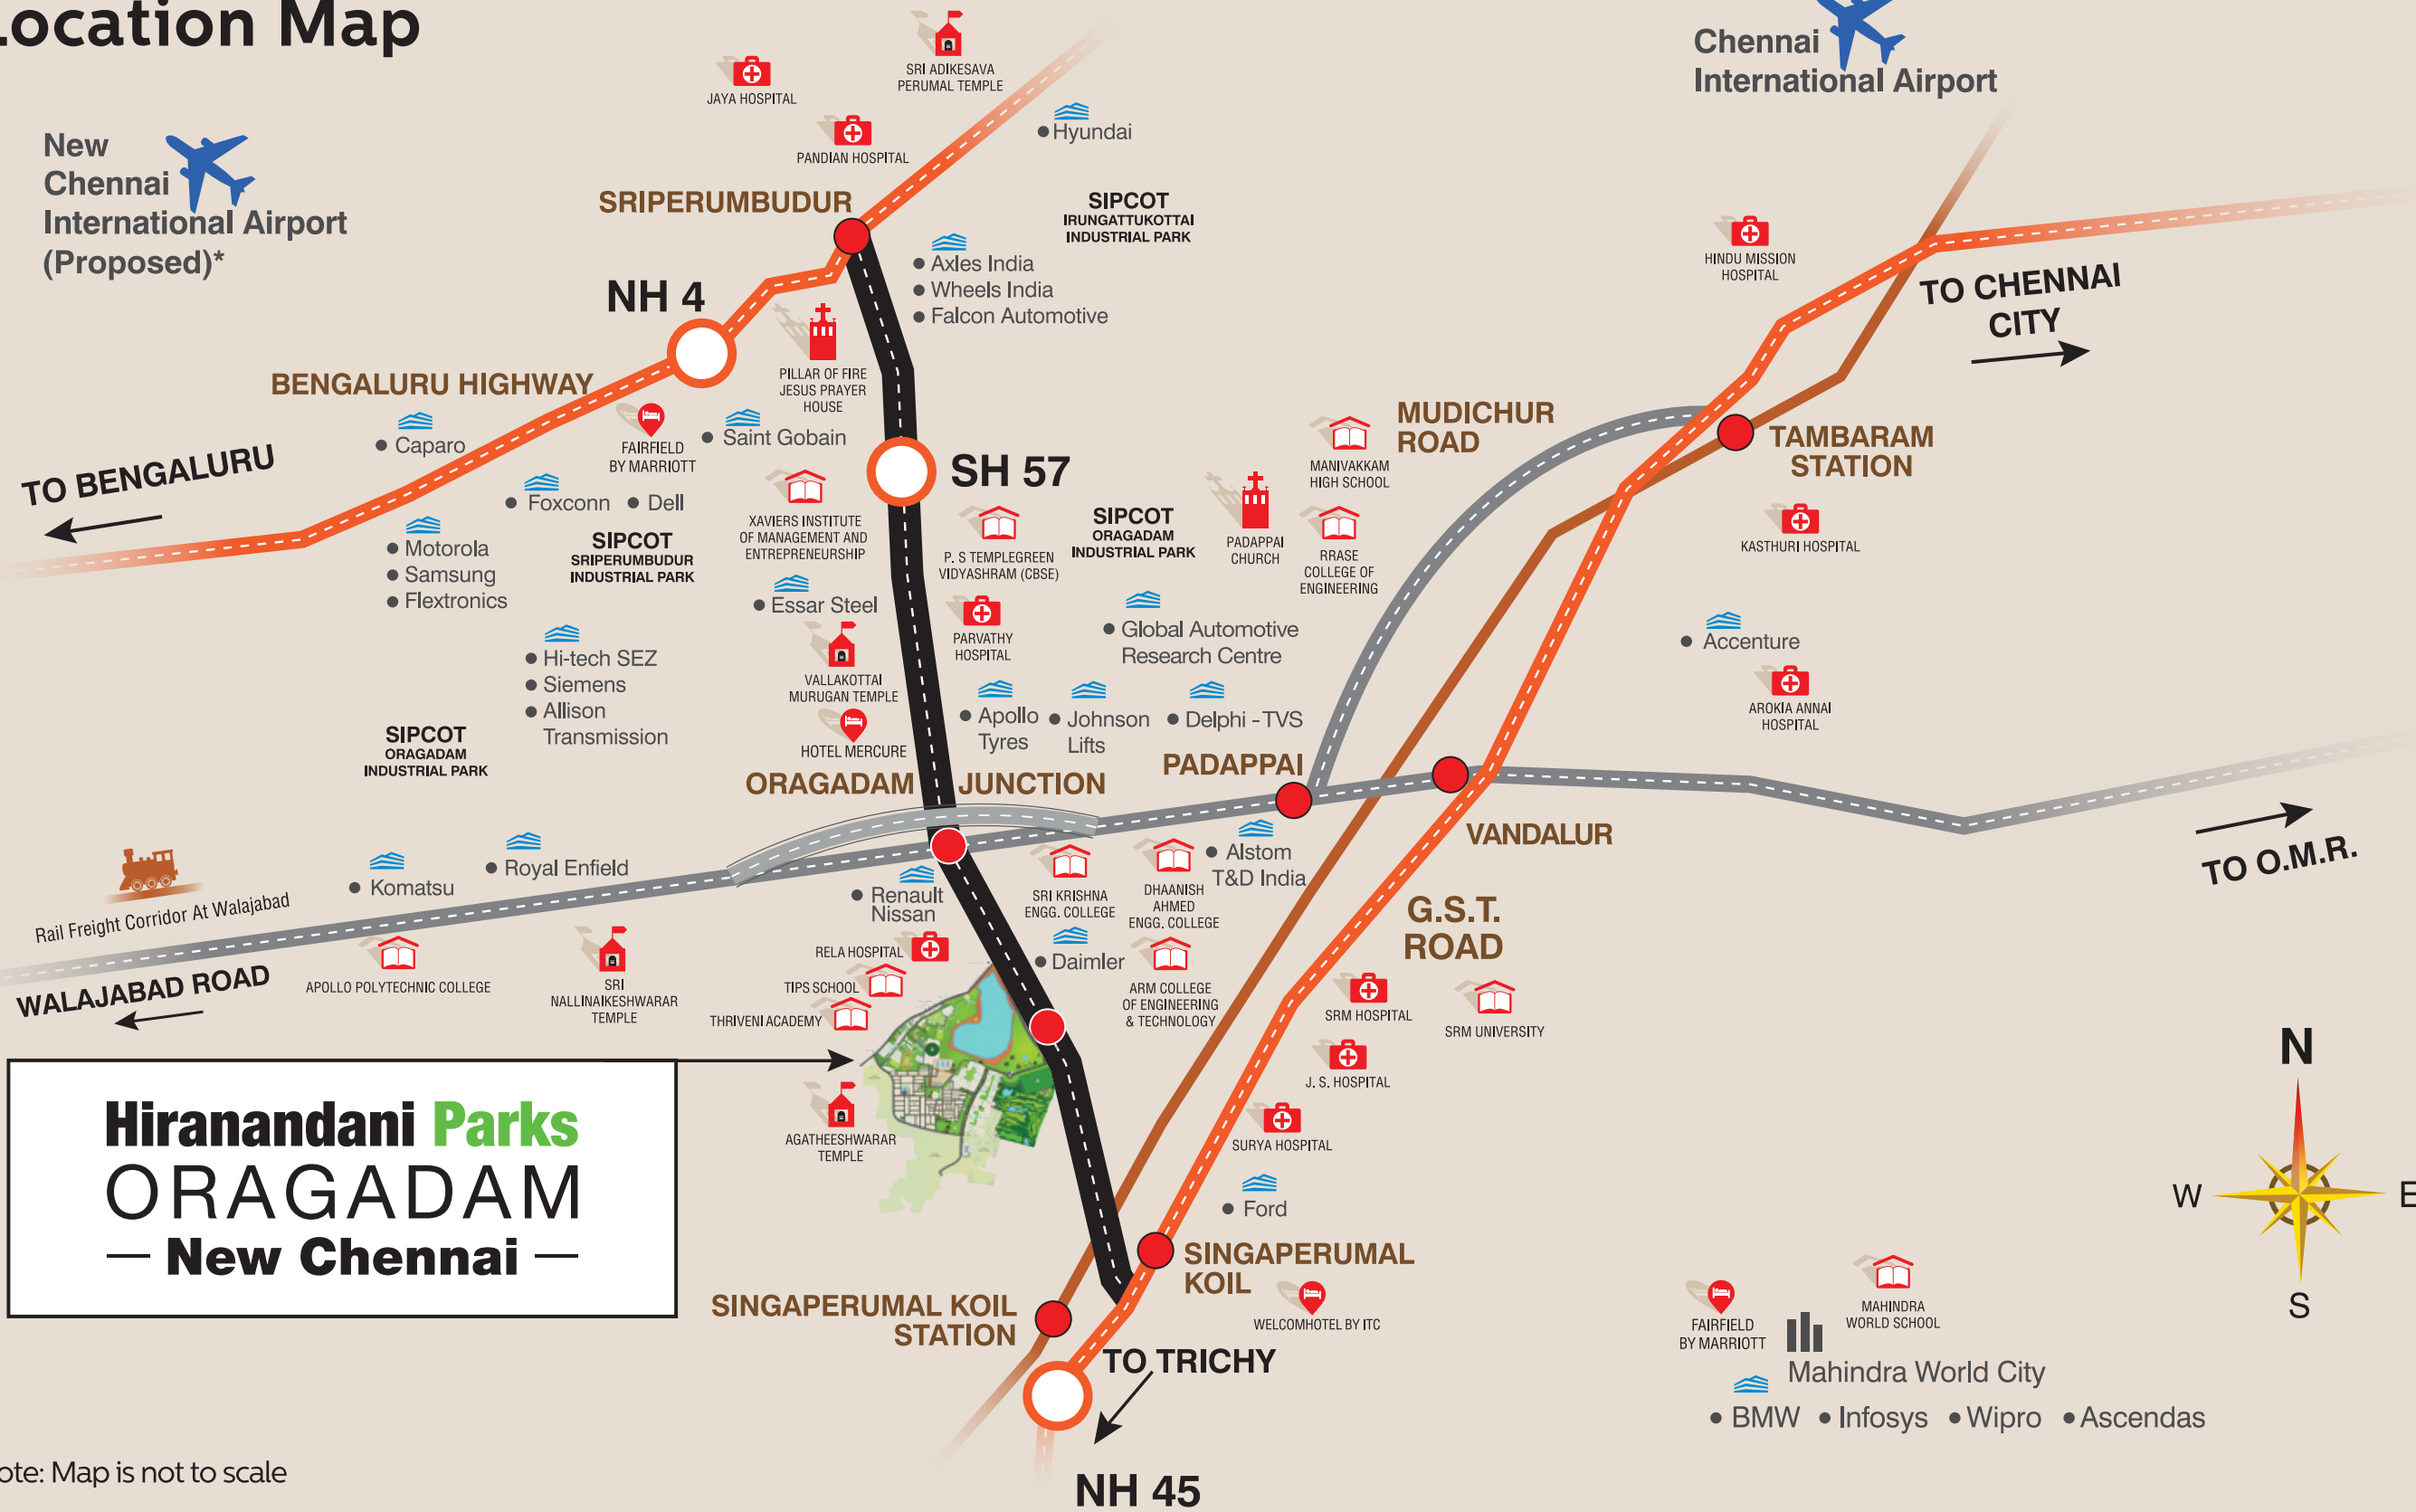 Location Map
New
Chennai
International Airport
(Proposed)*
JAYA HOSPITAL
SRI ADIKESAVA
PERUMAL TEMPLE
PANDIAN HOSPITAL
Hyundai
Chennai
International Airport
SRIPERUMBUDUR
SIPCOT
IRUNGATTUKOTTAI
INDUSTRIAL PARK
NH 4
Axles India
Wheels India
Falcon Automotive
HINDU MISSION
HOSPITAL
TO CHENNAI
CITY
BENGALURU HIGHWAY
PILLAR OF FIRE
JESUS PRAYER
HOUSE
Caparo
FAIRFIELD
BY MARRIOTT
Saint Gobain
TO BENGALURU
SH 57
MUDICHUR
ROAD
MANIVAKKAM
HIGH SCHOOL
TAMBARAM
STATION
Foxconn
Dell
Motorola
Samsung
Flextronics
SIPCOT
SRIPERUMBUDUR
INDUSTRIAL PARK
XAVIERS INSTITUTE
OF MANAGEMENT AND
ENTREPRENEURSHIP
P. S TEMPLEGREEN
VIDYASHRAM (CBSE)
SIPCOT
ORAGADAM
INDUSTRIAL PARK
PADAPPAI
CHURCH
RRASE
COLLEGE OF
ENGINEERING
KASTHURI HOSPITAL
Essar Steel
PARVATHY
HOSPITAL
Global Automotive
Research Centre
Accenture
Hi-tech SEZ
Siemens
Allison
Transmission
VALLAKOTTAI
MURUGAN TEMPLE
Apollo
Tyres
Johnson
Lifts
Delphi -TVS
AROKIA ANNAI
HOSPITAL
SIPCOT
ORAGADAM
INDUSTRIAL PARK
HOTEL MERCURE
ORAGADAM JUNCTION
PADAPPAI
VANDALUR
TO O.M.R.
Rail Freight Corridor At Walajabad
Komatsu
Royal Enfield
Renault
Nissan
SRI KRISHNA
ENGG. COLLEGE
DHAANISH
AHMED
ENGG. COLLEGE
Alstom
T&D India
G.S.T.
ROAD
WALAJABAD ROAD
APOLLO POLYTECHNIC COLLEGE
SRI
NALLINAIKESHWARAR
TEMPLE
RELA HOSPITAL
TIPS SCHOOL
THRIVENI ACADEMY
Daimler
ARM COLLEGE
OF ENGINEERING
& TECHNOLOGY
SRM HOSPITAL
SRM UNIVERSITY
J. S. HOSPITAL
Hiranandani Parks
ORAGADAM
— New Chennai —
AGATHEESHWARAR
TEMPLE
SURYA HOSPITAL
Ford
N
W
E
S
SINGAPERUMAL
KOIL
SINGAPERUMAL KOIL
STATION
WELCOMHOTEL BY ITC
TO TRICHY
NH 45
FAIRFIELD
BY MARRIOTT
MAHINDRA
WORLD SCHOOL
Mahindra World City
BMW
Infosys
Wipro
Ascendas
ote: Map is not to scale